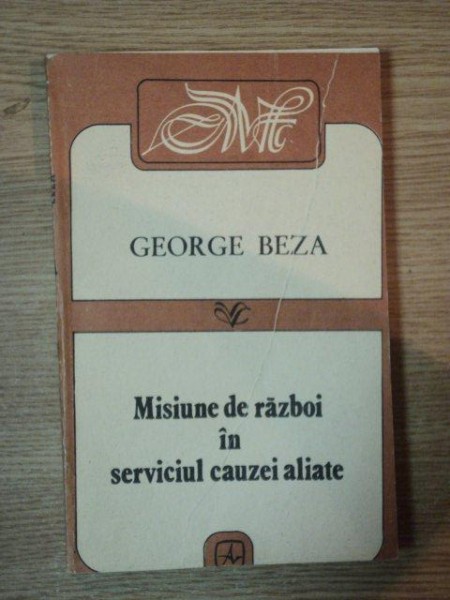 GEORGE BEZA
Misiune de război
în
serviciul cauzei aliate